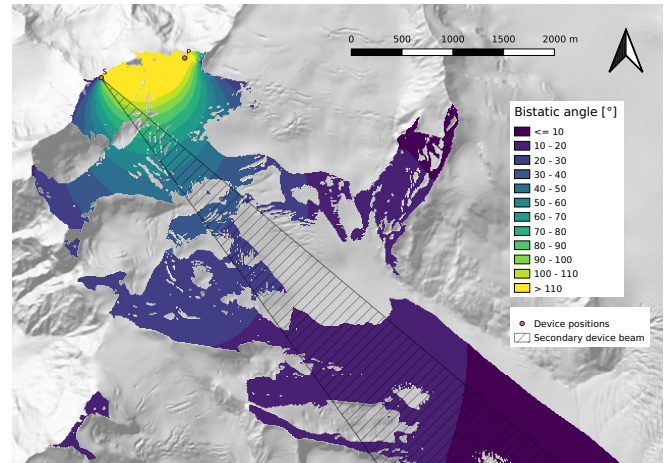 P
S
0 500 1000 1500 2000 m
Bistatic angle [°]
<= 10
10 - 20
20 - 30
30 - 40
40 - 50
50 - 60
60 - 70
70 - 80
80 - 90
90 - 100
100 - 110
> 110
Device positions
Secondary device beam